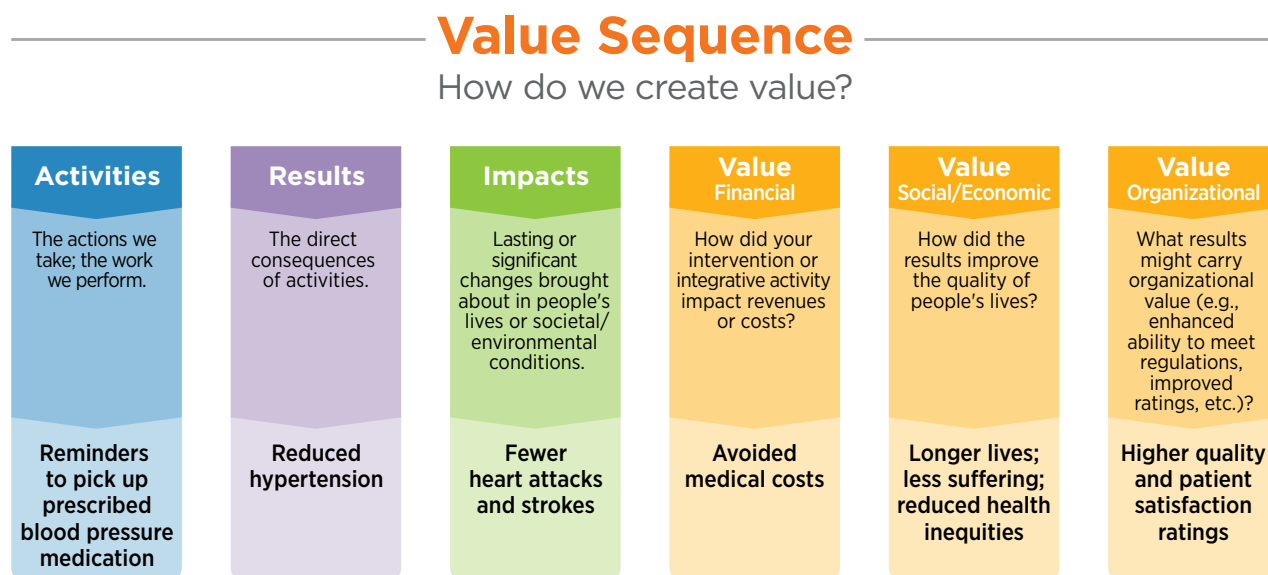 Value Sequence
How do we create value?
Activities
The actions we
take; the work
we perform.
Reminders
to pick up
prescribed
blood pressure
medication
Results
The direct
consequences
of activities.
Reduced
hypertension
Impacts
Lasting or
significant
changes brought
about in people's
lives or societal/
environmental
conditions.
Fewer
heart attacks
and strokes
Value
Financial
How did your
intervention or
integrative activity
impact revenues
or costs?
Avoided
medical costs
Value
Social/Economic
How did the
results improve
the quality of
people's lives?
Longer lives;
less suffering;
reduced health
inequities
Value
Organizational
What results
might carry
organizational
value (e.g.,
enhanced
ability to meet
regulations,
improved
ratings, etc.)?
Higher quality
and patient
satisfaction
ratings